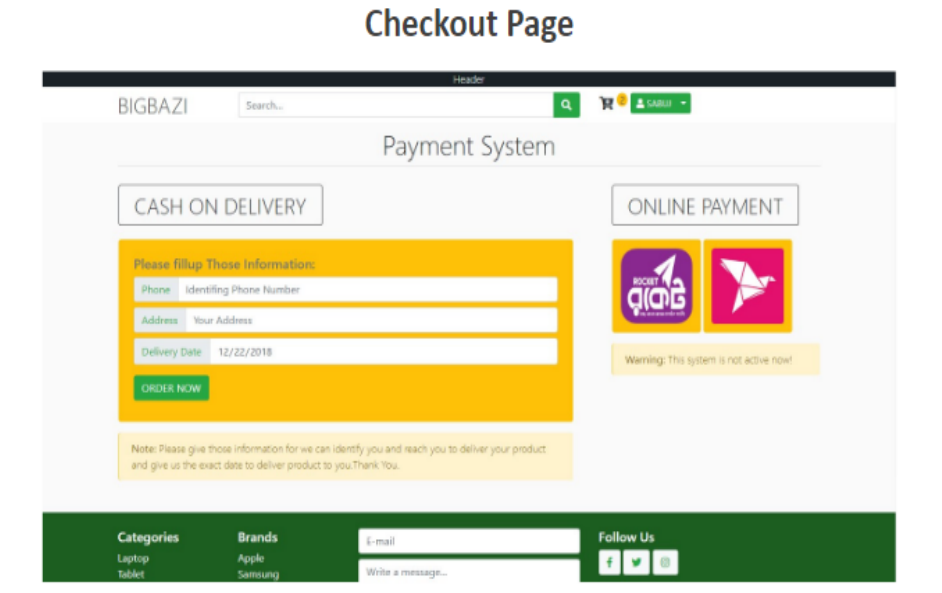 Checkout Page
Header
BIGBAZI
Search...
2
SABUJ
Payment System
CASH ON DELIVERY
ONLINE PAYMENT
Please fillup Those Information:
Phone Identifing Phone Number
Address Your Address
Delivery Date 12/22/2018
ORDER NOW
ROCKET
রকেট
Warning: This system is not active now!
Note: Please give those information for we can identify you and reach you to deliver your product
and give us the exact date to deliver product to you.Thank You.
Categories
Laptop
Tablet
Brands
Apple
Samsung
E-mail
Write a message...
Follow Us